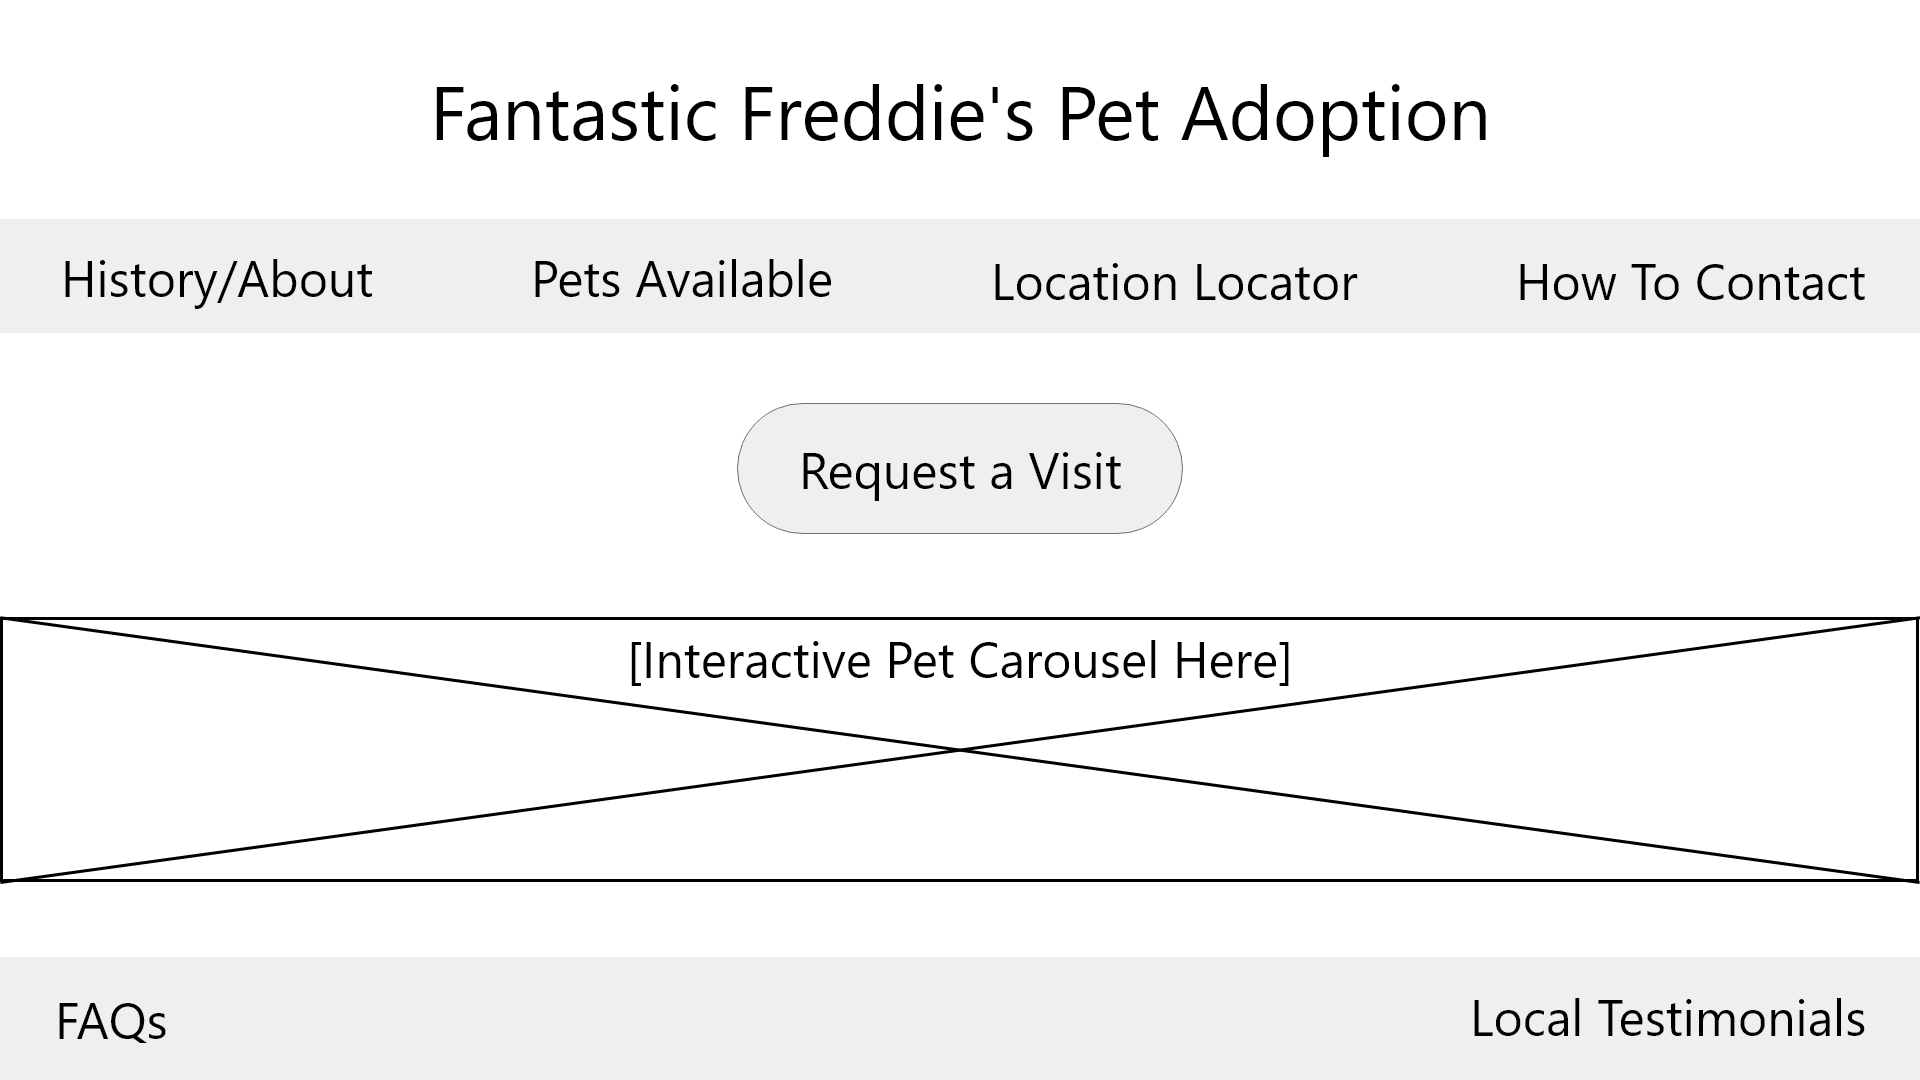 Fantastic Freddie's Pet Adoption
History/About
Pets Available
Location Locator
How To Contact
Request a Visit
[Interactive Pet Carousel Here]
FAQs
Local Testimonials